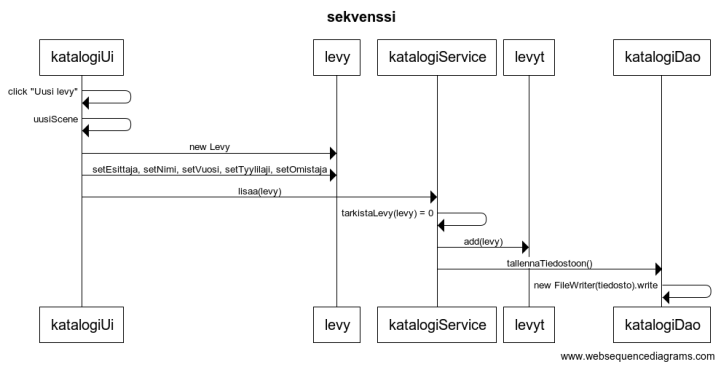 sekvenssi
katalogiUi levy katalogiService levyt katalogiDao
click "Uusi levy"
uusiScene
new Levy
setEsittaja, setNimi, setVuosi, setTyylilaji, setOmistaja
lisaa(levy)
tarkistaLevy(levy) = 0
add(levy)
tallennaTiedostoon()
new FileWriter(tiedosto).write
katalogiUi levy katalogiService levyt katalogiDao
www.websequencediagrams.com